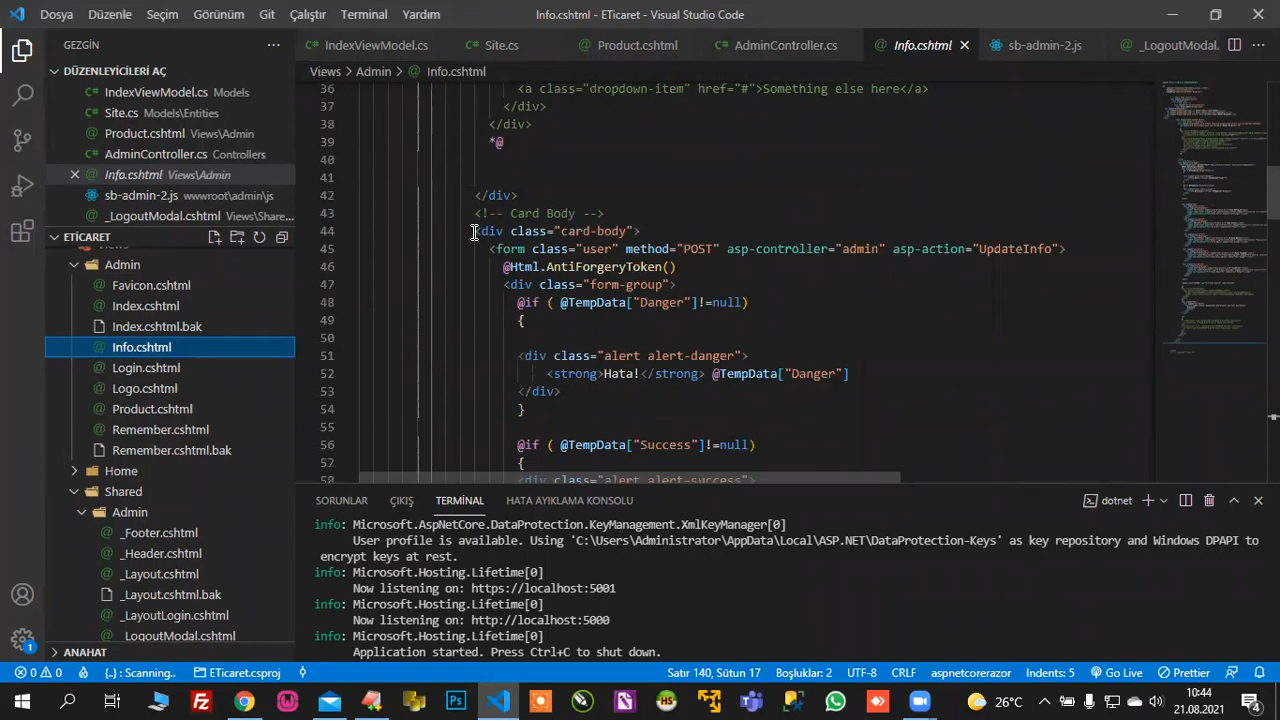 Dosya Düzenle Seçim Görünüm Git Çalıştır Terminal Yardım Info.cshtml - ETicaret - Visual Studio Code
GEZGİN
IndexViewModel.cs Site.cs Product.cshtml AdminController.cs Info.cshtml sb-admin-2.js _LogoutModal.
DÜZENLEYİCİLERİ AÇ
IndexViewModel.cs Models
Site.cs Models\Entities
Product.cshtml Views\Admin
AdminController.cs Controllers
Info.cshtml Views\Admin
sb-admin-2.js wwwroot\admin\js
_LogoutModal.cshtml Views\Share...
ETİCARET
Views
Admin
Favicon.cshtml
Index.cshtml
Index.cshtml.bak
Info.cshtml
Login.cshtml
Logo.cshtml
Product.cshtml
Remember.cshtml
Remember.cshtml.bak
Home
Shared
Admin
_Footer.cshtml
_Header.cshtml
_Layout.cshtml
_Layout.cshtml.bak
_LayoutLogin.cshtml
_LogoutModal.cshtml
ANAHAT
Views > Admin > Info.cshtml
36 <a class="dropdown-item" href="#">Something else here</a>
37 </div>
38 </div>
39 *@
40
41
42 </div>
43 <!-- Card Body -->
44 <div class="card-body">
45 <form class="user" method="POST" asp-controller="admin" asp-action="UpdateInfo">
46 @Html.AntiForgeryToken()
47 <div class="form-group">
48 @if ( @TempData["Danger"]!=null)
49 {
50
51 <div class="alert alert-danger">
52 <strong>Hata!</strong> @TempData["Danger"]
53 </div>
54 }
55
56 @if ( @TempData["Success"]!=null)
57 {
58 <div class="alert alert-success">
SORUNLAR ÇIKIŞ TERMİNAL HATA AYIKLAMA KONSOLU dotnet
info: Microsoft.AspNetCore.DataProtection.KeyManagement.XmlKeyManager[0]
User profile is available. Using 'C:\Users\Administrator\AppData\Local\ASP.NET\DataProtection-Keys' as key repository and Windows DPAPI to
encrypt keys at rest.
info: Microsoft.Hosting.Lifetime[0]
Now listening on: https://localhost:5001
info: Microsoft.Hosting.Lifetime[0]
Now listening on: http://localhost:5000
info: Microsoft.Hosting.Lifetime[0]
Application started. Press Ctrl+C to shut down.
0 0 {..} : Scanning.. ETicaret.csproj Satır 140, Sütun 17 Boşluklar: 2 UTF-8 CRLF aspnetcorerazor Indents: 5 Go Live Prettier
26°C 10:44
21.08.2021